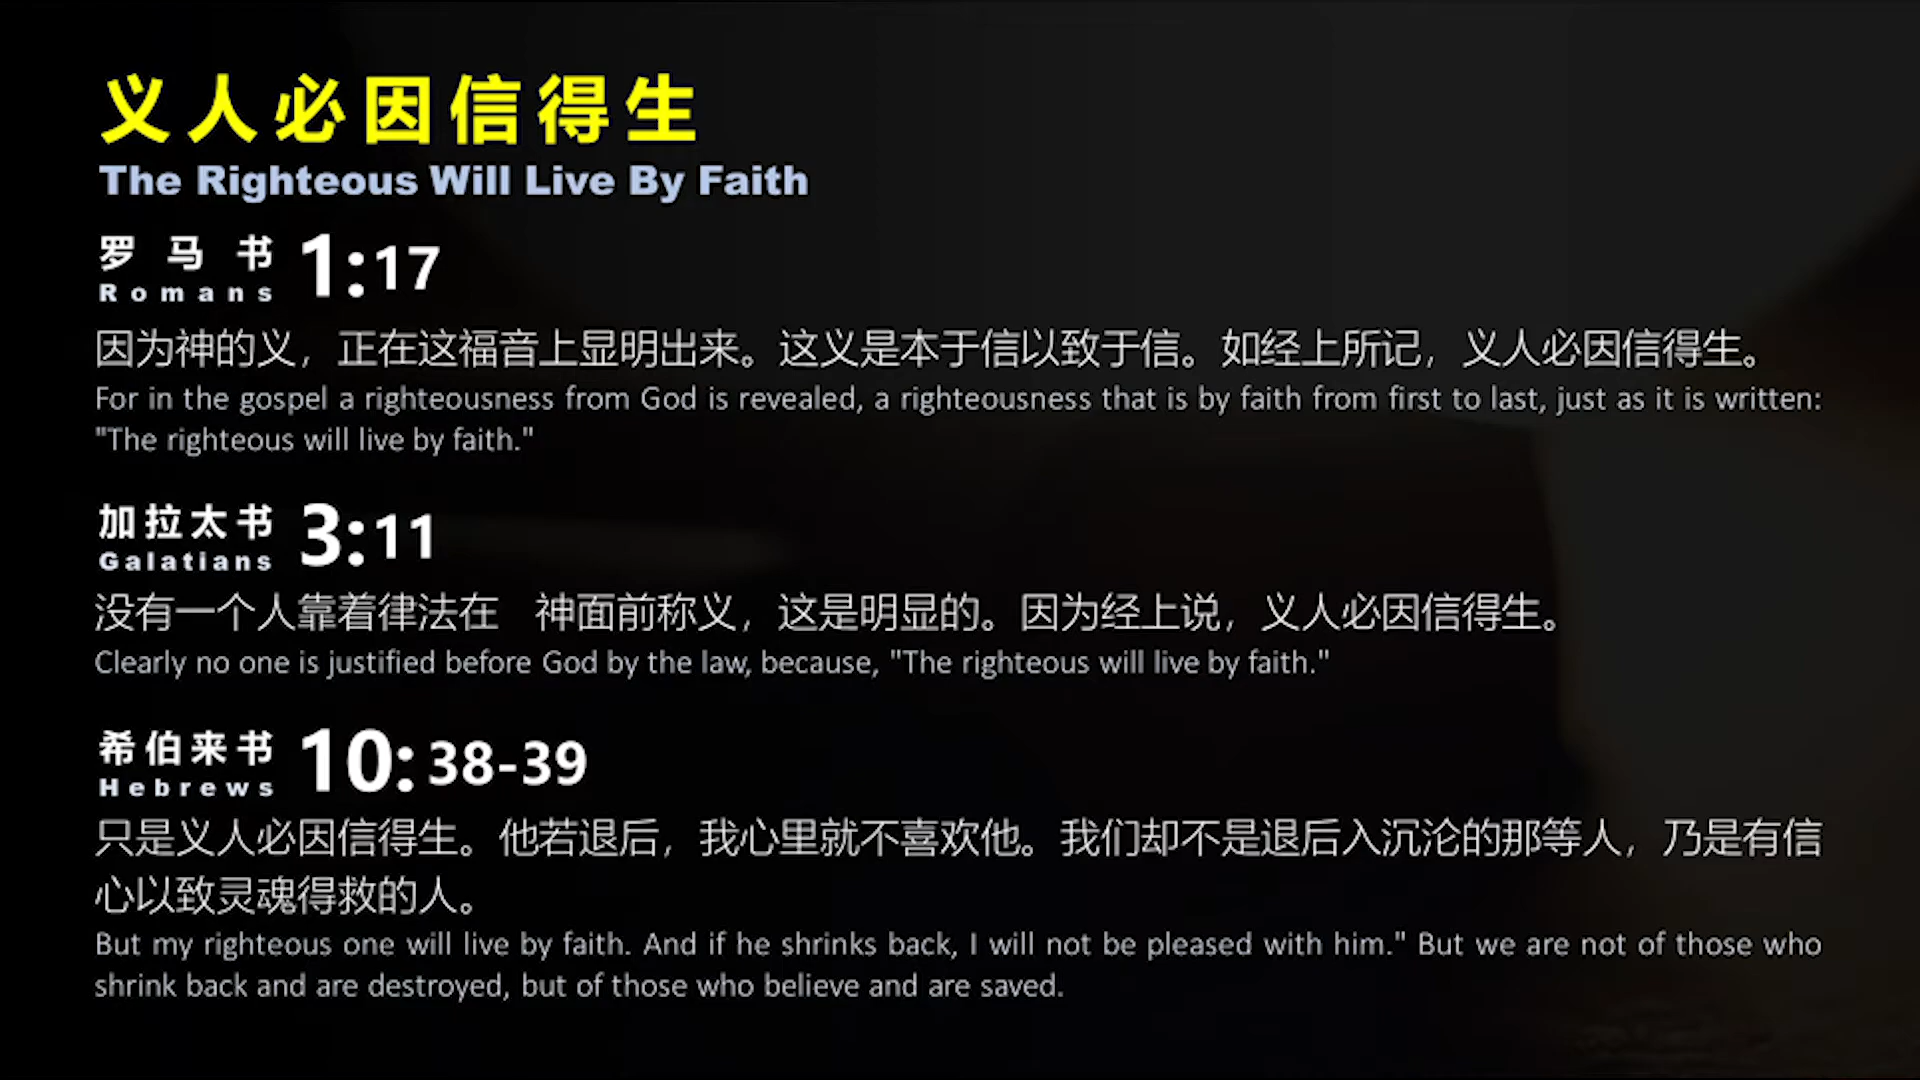 义人必因信得生
The Righteous Will Live By Faith
罗马书 1:17
Romans
因为神的义，正在这福音上显明出来。这义是本于信以致于信。如经上所记，义人必因信得生。
For in the gospel a righteousness from God is revealed, a righteousness that is by faith from first to last, just as it is written:
"The righteous will live by faith."
加拉太书 3:11
Galatians
没有一个人靠着律法在　神面前称义，这是明显的。因为经上说，义人必因信得生。
Clearly no one is justified before God by the law, because, "The righteous will live by faith."
希伯来书 10:38-39
Hebrews
只是义人必因信得生。他若退后，我心里就不喜欢他。我们却不是退后入沉沦的那等人，乃是有信
心以致灵魂得救的人。
But my righteous one will live by faith. And if he shrinks back, I will not be pleased with him." But we are not of those who
shrink back and are destroyed, but of those who believe and are saved.